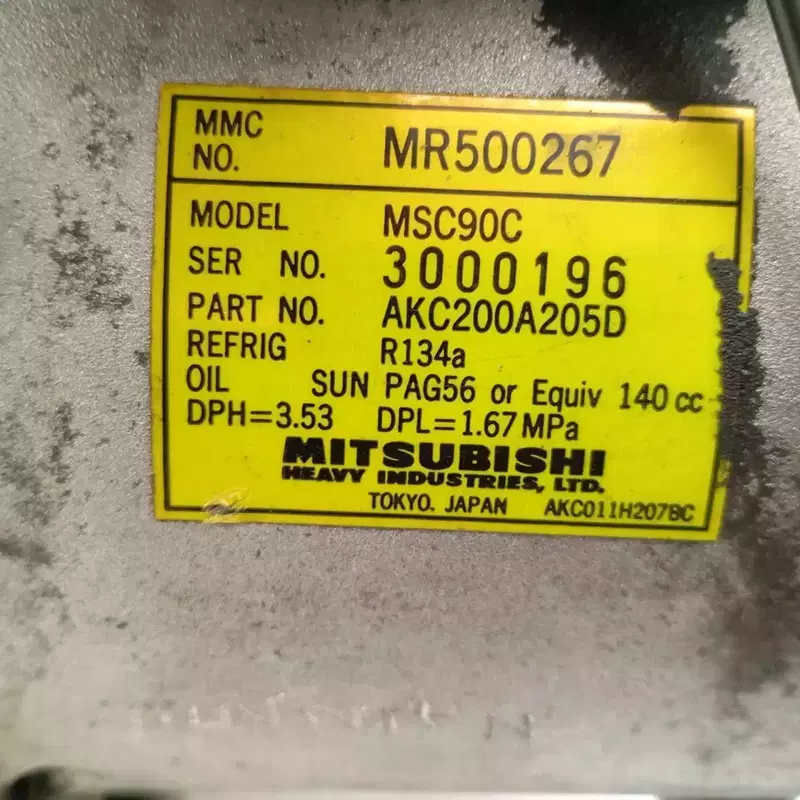 MMC
NO. MR500267
MODEL MSC90C
SER NO. 3000196
PART NO. AKC200A205D
REFRIG R134a
OIL SUN PAG56 or Equiv 140 cc
DPH=3.53 DPL=1.67 MPa
MITSUBISHI
HEAVY INDUSTRIES, LTD.
TOKYO. JAPAN AKC011H207BC